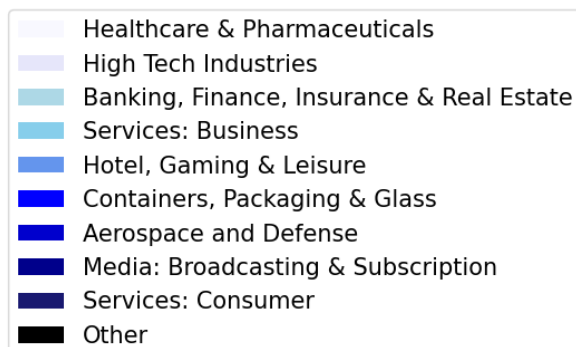 Healthcare & Pharmaceuticals
High Tech Industries
Banking, Finance, Insurance & Real Estate
Services: Business
Hotel, Gaming & Leisure
Containers, Packaging & Glass
Aerospace and Defense
Media: Broadcasting & Subscription
Services: Consumer
Other